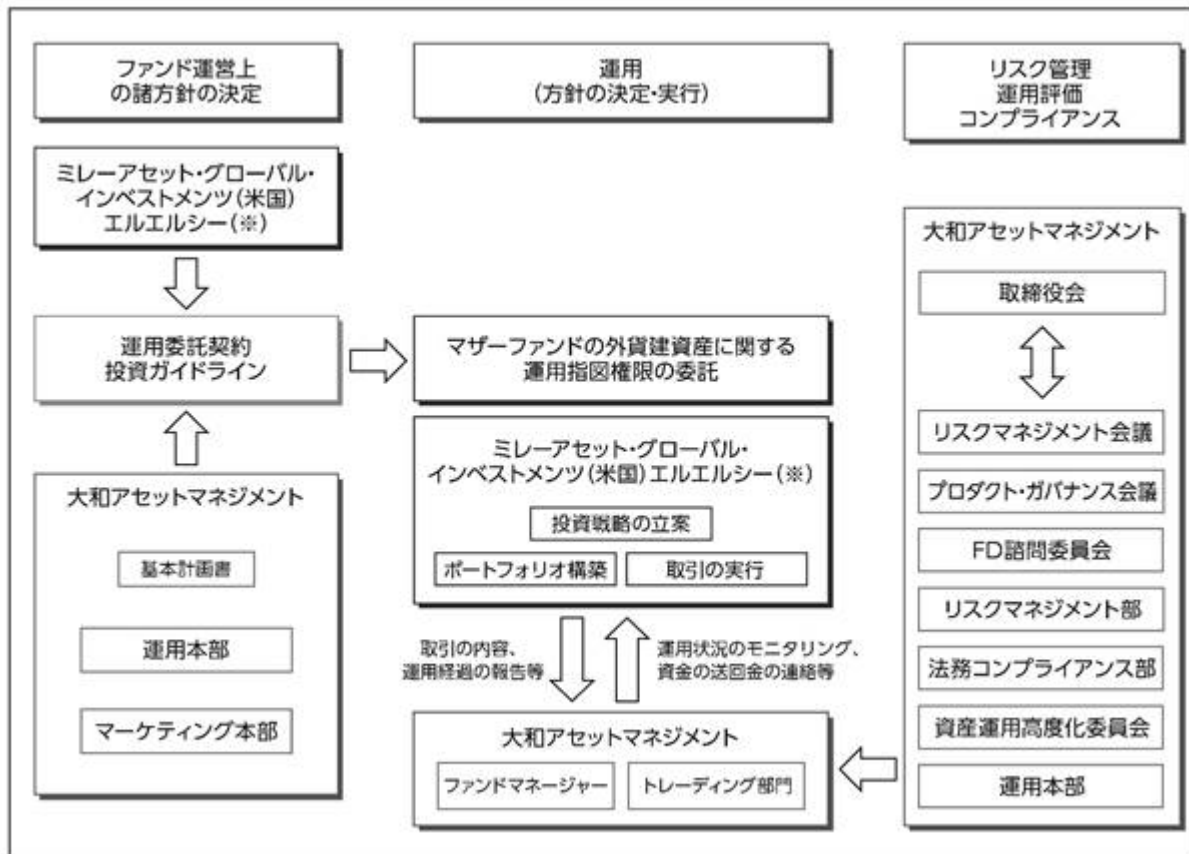 ファンド運営上
の諸方針の決定
ミレーアセット・グローバル・
インベストメンツ(米国)
エルエルシー(※)
運用委託契約
投資ガイドライン
大和アセットマネジメント
基本計画書
運用本部
マーケティング本部
運用
(方針の決定・実行)
マザーファンドの外貨建資産に関する
運用指図権限の委託
ミレーアセット・グローバル・
インベストメンツ(米国)エルエルシー(※)
投資戦略の立案
ポートフォリオ構築
取引の実行
取引の内容、
運用経過の報告等
運用状況のモニタリング、
資金の送回金の連絡等
大和アセットマネジメント
ファンドマネージャー
トレーディング部門
リスク管理
運用評価
コンプライアンス
大和アセットマネジメント
取締役会
リスクマネジメント会議
プロダクト・ガバナンス会議
FD諮問委員会
リスクマネジメント部
法務コンプライアンス部
資産運用高度化委員会
運用本部